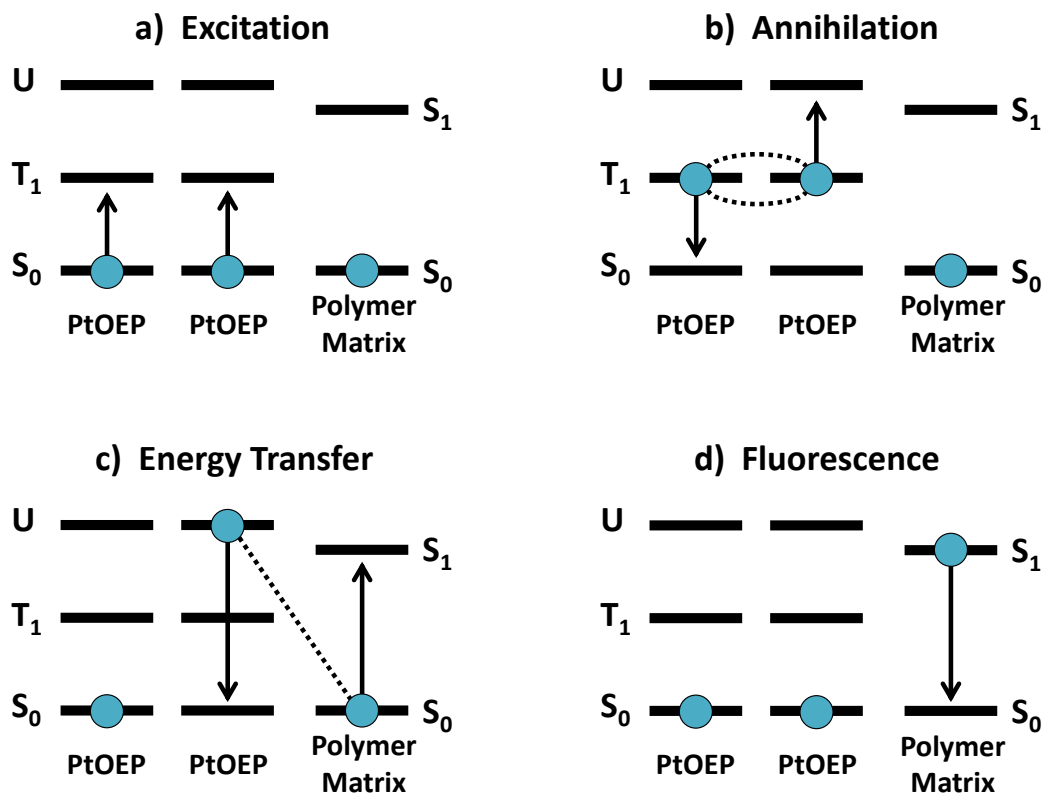 a) Excitation
U
S₁
T₁
S₀
S₀
PtOEP
PtOEP
Polymer
Matrix
b) Annihilation
U
S₁
T₁
S₀
S₀
PtOEP
PtOEP
Polymer
Matrix
c) Energy Transfer
U
S₁
T₁
S₀
S₀
PtOEP
PtOEP
Polymer
Matrix
d) Fluorescence
U
S₁
T₁
S₀
S₀
PtOEP
PtOEP
Polymer
Matrix